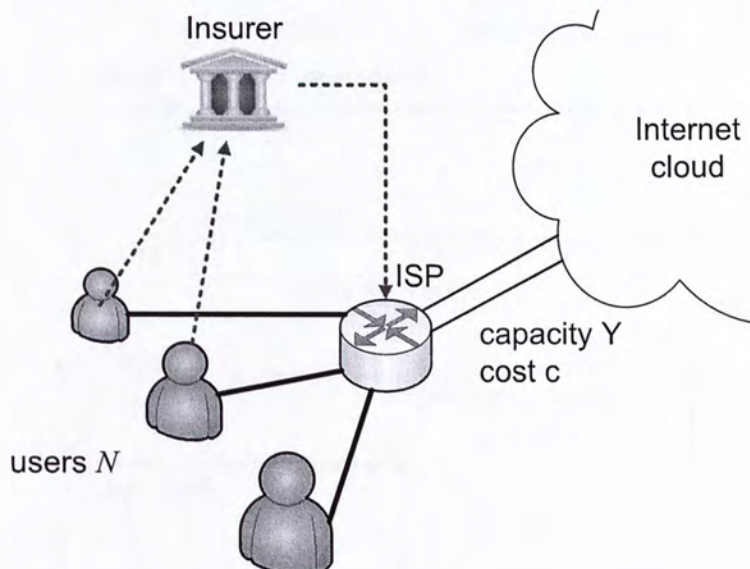 Insurer
Internet
cloud
ISP
capacity Y
cost c
users N